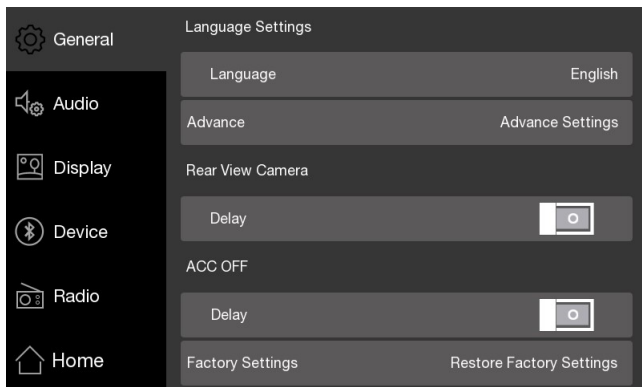 General
Audio
Display
Device
Radio
Home
Language Settings
Language English
Advance Advance Settings
Rear View Camera
Delay
ACC OFF
Delay
Factory Settings Restore Factory Settings